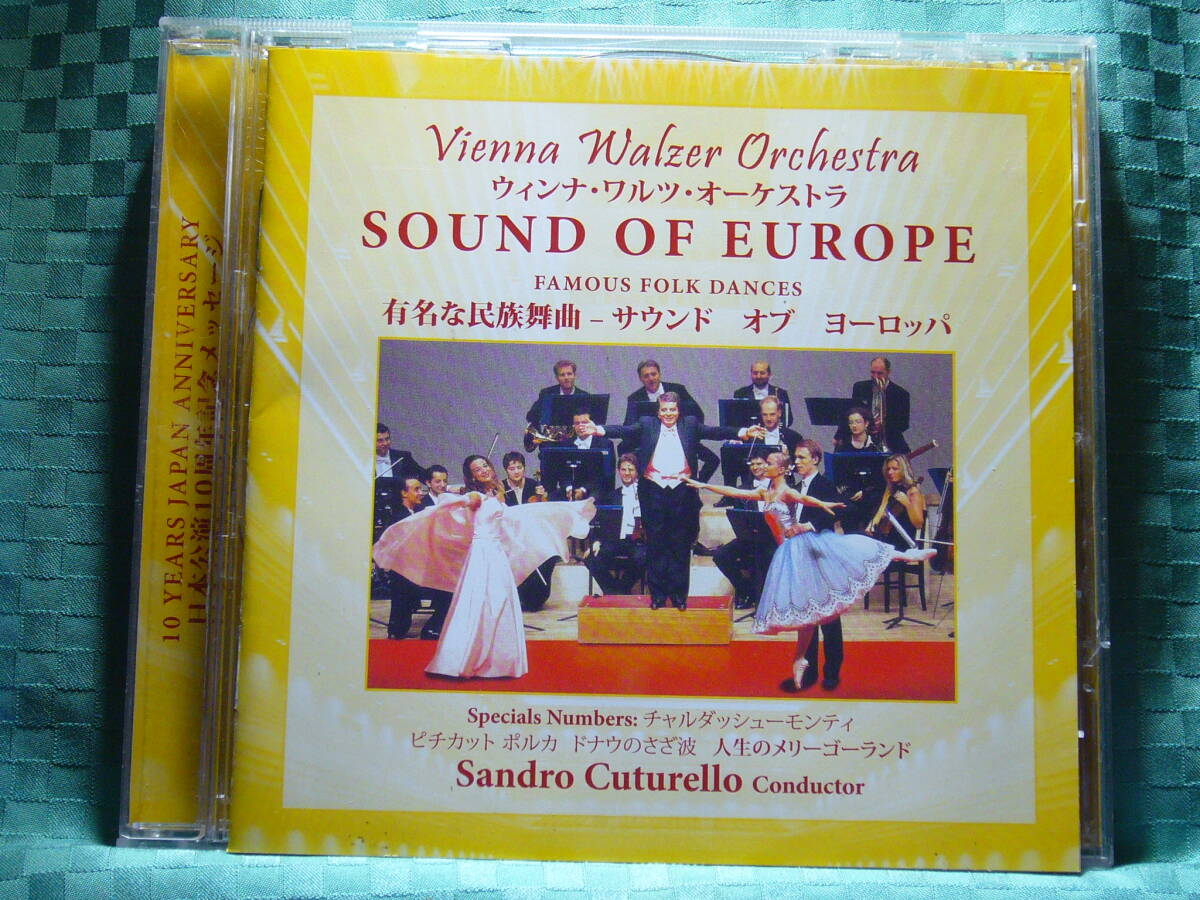 Vienna Walzer Orchestra
ウィンナ・ワルツ・オーケストラ
SOUND OF EUROPE
FAMOUS FOLK DANCES
有名な民族舞曲 – サウンド オブ ヨーロッパ
Specials Numbers: チャルダッシューモンティ
ピチカット ポルカ ドナウのさざ波 人生のメリーゴーランド
Sandro Cuturello Conductor
10 YEARS JAPAN ANNIVERSARY
日本公演10周年記念メッセージ